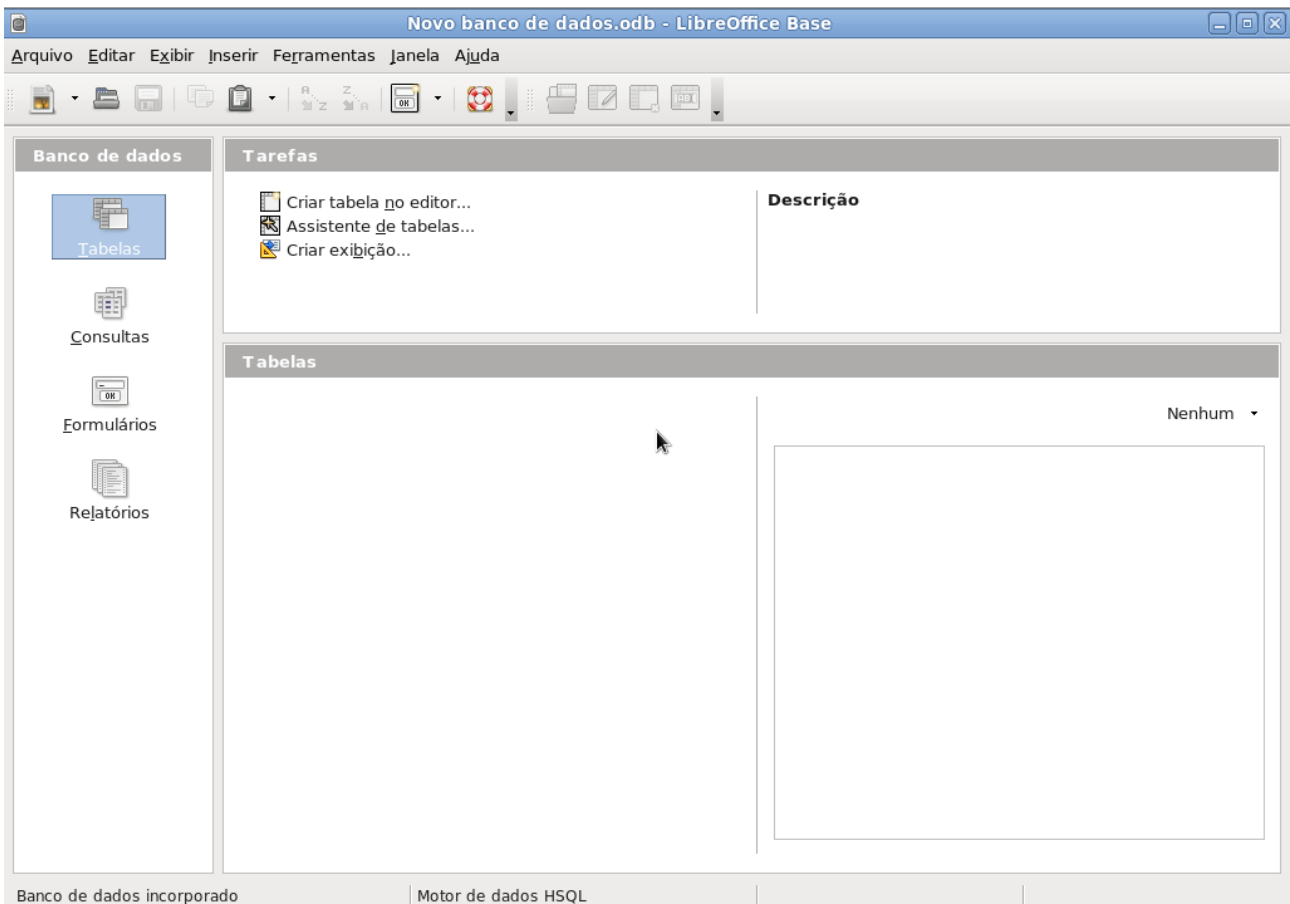 Novo banco de dados.odb - LibreOffice Base
Arquivo Editar Exibir Inserir Ferramentas Janela Ajuda
Banco de dados
Tabelas
Consultas
Formulários
Relatórios
Tarefas
Criar tabela no editor...
Assistente de tabelas...
Criar exibição...
Descrição
Tabelas
Nenhum
Banco de dados incorporado
Motor de dados HSQL